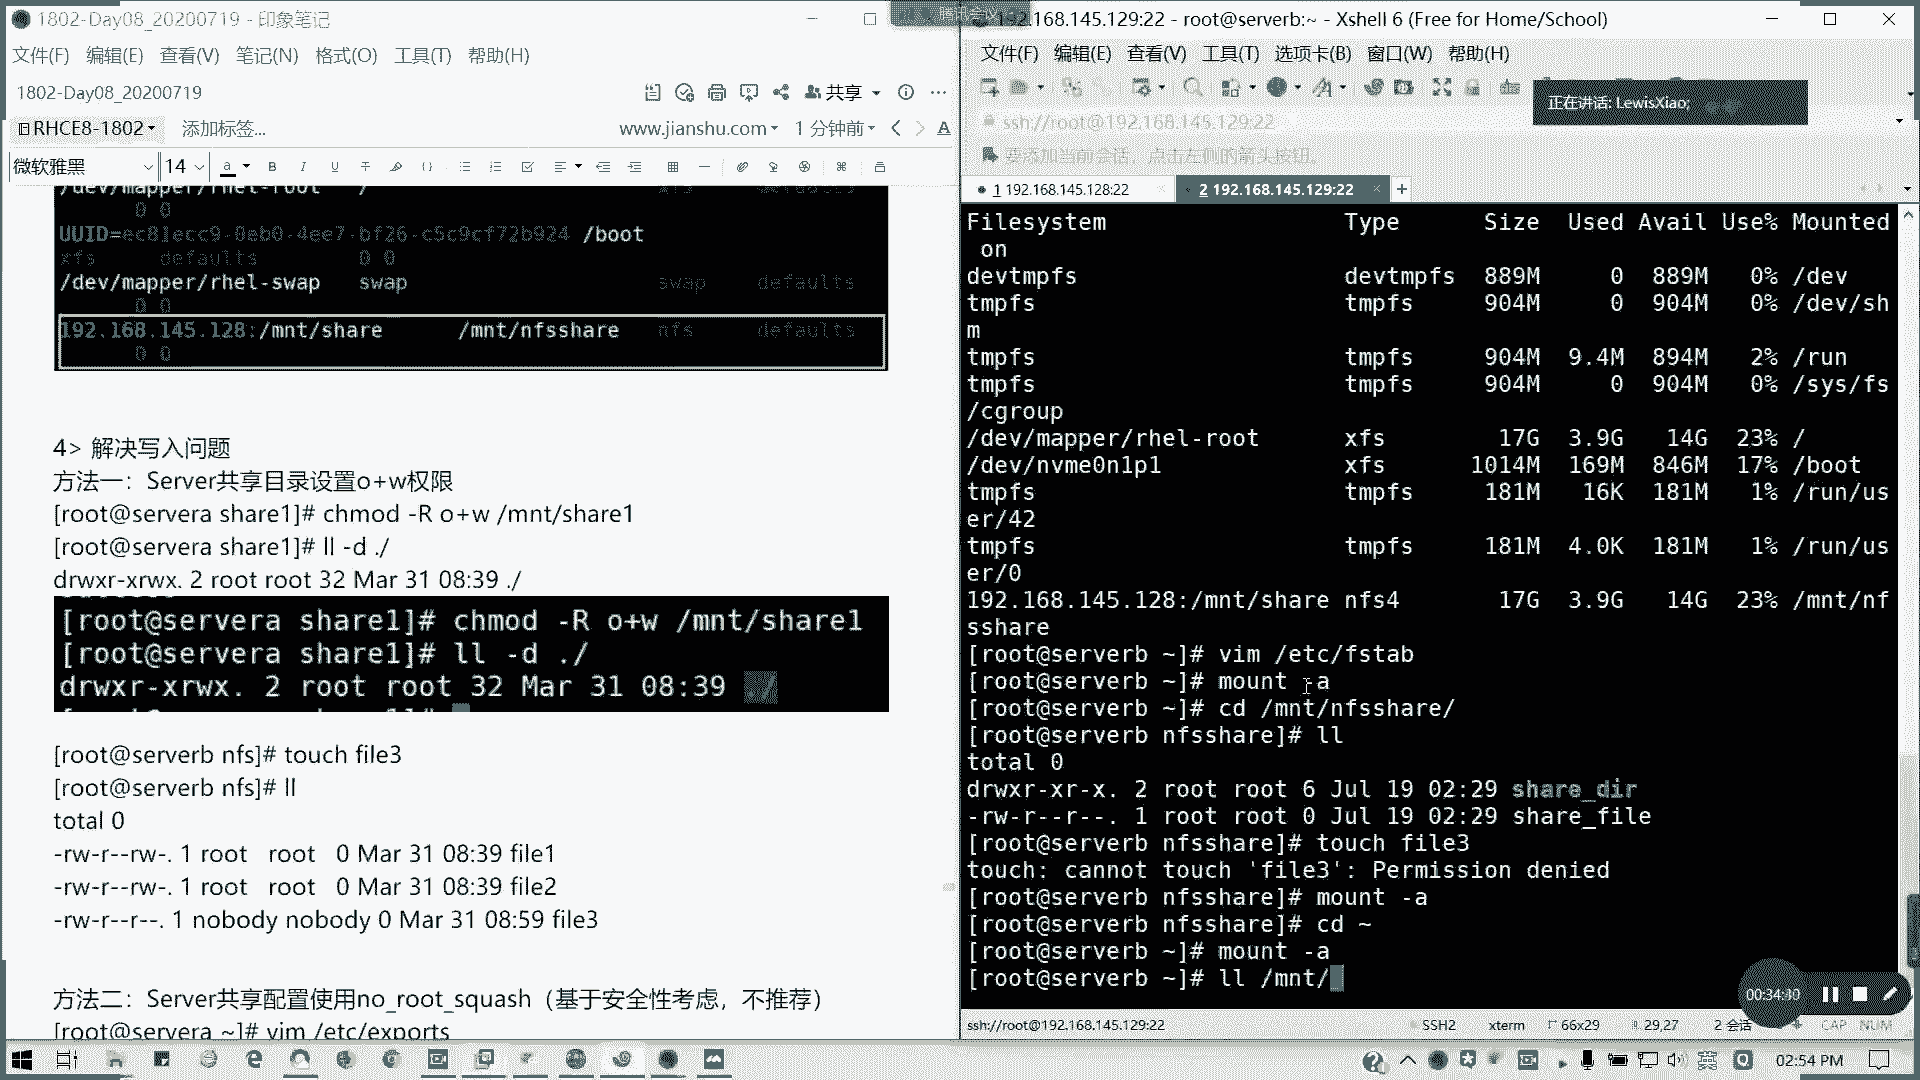 1802-Day08_20200719 - 印象笔记
文件(F) 编辑(E) 查看(V) 笔记(N) 格式(O) 工具(T) 帮助(H)
1802-Day08_20200719
共享
RHCE8-1802 添加标签...
www.jianshu.com 1 分钟前
微软雅黑 14
/dev/mapper/rhel-root / xfs defaults
0 0
UUID=ec81ecc9-0eb0-4ee7-bf26-c5c9cf72b924 /boot
xfs defaults 0 0
/dev/mapper/rhel-swap swap swap defaults
0 0
192.168.145.128:/mnt/share /mnt/nfsshare nfs defaults
0 0
4> 解决写入问题
方法一：Server共享目录设置o+w权限
[root@servera share1]# chmod -R o+w /mnt/share1
[root@servera share1]# ll -d ./
drwxr-xrwx. 2 root root 32 Mar 31 08:39 ./
[root@servera share1]# chmod -R o+w /mnt/share1
[root@servera share1]# ll -d ./
drwxr-xrwx. 2 root root 32 Mar 31 08:39 ./
[root@serverb nfs]# touch file3
[root@serverb nfs]# ll
total 0
-rw-r--rw-. 1 root root 0 Mar 31 08:39 file1
-rw-r--rw-. 1 root root 0 Mar 31 08:39 file2
-rw-r--r--. 1 nobody nobody 0 Mar 31 08:59 file3
方法二：Server共享配置使用no_root_squash（基于安全性考虑，不推荐）
[root@servera ~]# vim /etc/exports
腾讯会议
192.168.145.129:22 - root@serverb:~ - Xshell 6 (Free for Home/School)
文件(F) 编辑(E) 查看(V) 工具(T) 选项卡(B) 窗口(W) 帮助(H)
正在讲话: LewisXiao;
ssh://root@192.168.145.129:22
要添加当前会话，点击左侧的箭头按钮。
1 192.168.145.128:22 2 192.168.145.129:22
Filesystem Type Size Used Avail Use% Mounted
on
devtmpfs devtmpfs 889M 0 889M 0% /dev
tmpfs tmpfs 904M 0 904M 0% /dev/sh
m
tmpfs tmpfs 904M 9.4M 894M 2% /run
tmpfs tmpfs 904M 0 904M 0% /sys/fs
/cgroup
/dev/mapper/rhel-root xfs 17G 3.9G 14G 23% /
/dev/nvme0n1p1 xfs 1014M 169M 846M 17% /boot
tmpfs tmpfs 181M 16K 181M 1% /run/us
er/42
tmpfs tmpfs 181M 4.0K 181M 1% /run/us
er/0
192.168.145.128:/mnt/share nfs4 17G 3.9G 14G 23% /mnt/nf
sshare
[root@serverb ~]# vim /etc/fstab
[root@serverb ~]# mount -a
[root@serverb ~]# cd /mnt/nfsshare/
[root@serverb nfsshare]# ll
total 0
drwxr-xr-x. 2 root root 6 Jul 19 02:29 share_dir
-rw-r--r--. 1 root root 0 Jul 19 02:29 share_file
[root@serverb nfsshare]# touch file3
touch: cannot touch 'file3': Permission denied
[root@serverb nfsshare]# mount -a
[root@serverb nfsshare]# cd ~
[root@serverb ~]# mount -a
[root@serverb ~]# ll /mnt/
00:34:40
ssh://root@192.168.145.129:22 SSH2 xterm 66x29 29,27 2 会话 CAP NUM
英
02:54 PM